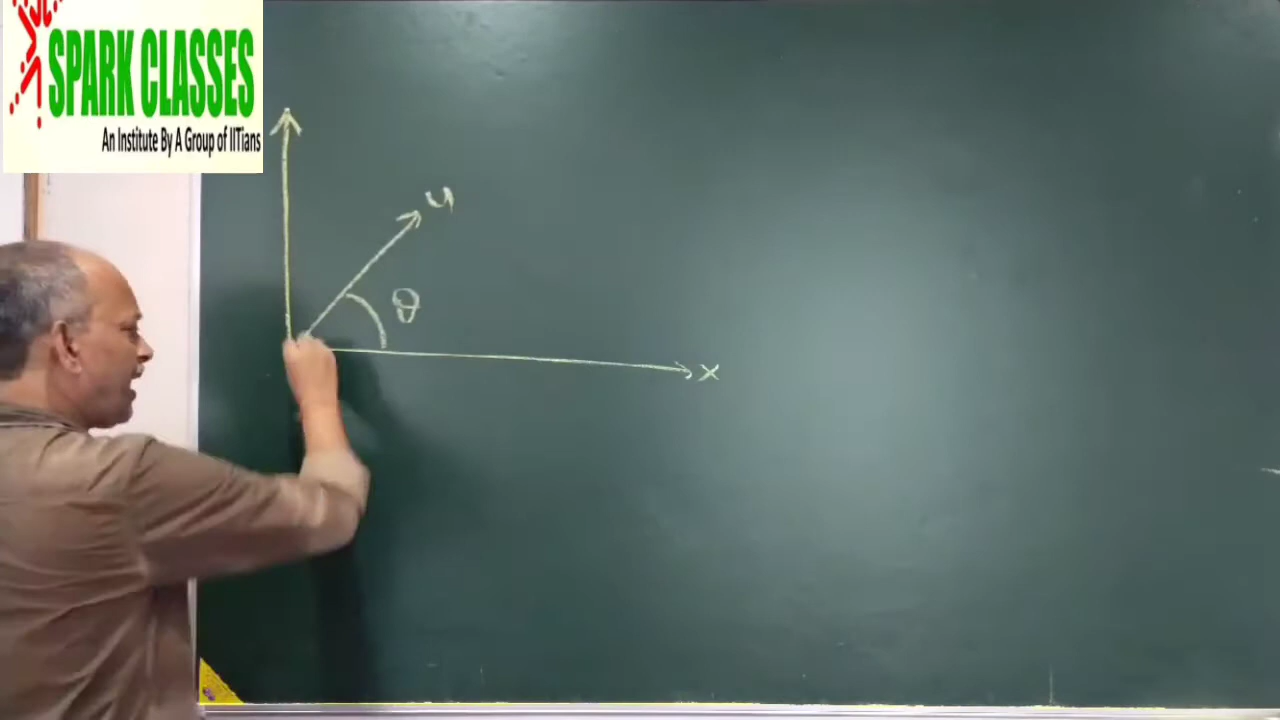 SPARK CLASSES
An Institute By A Group of IITians
u
θ
x